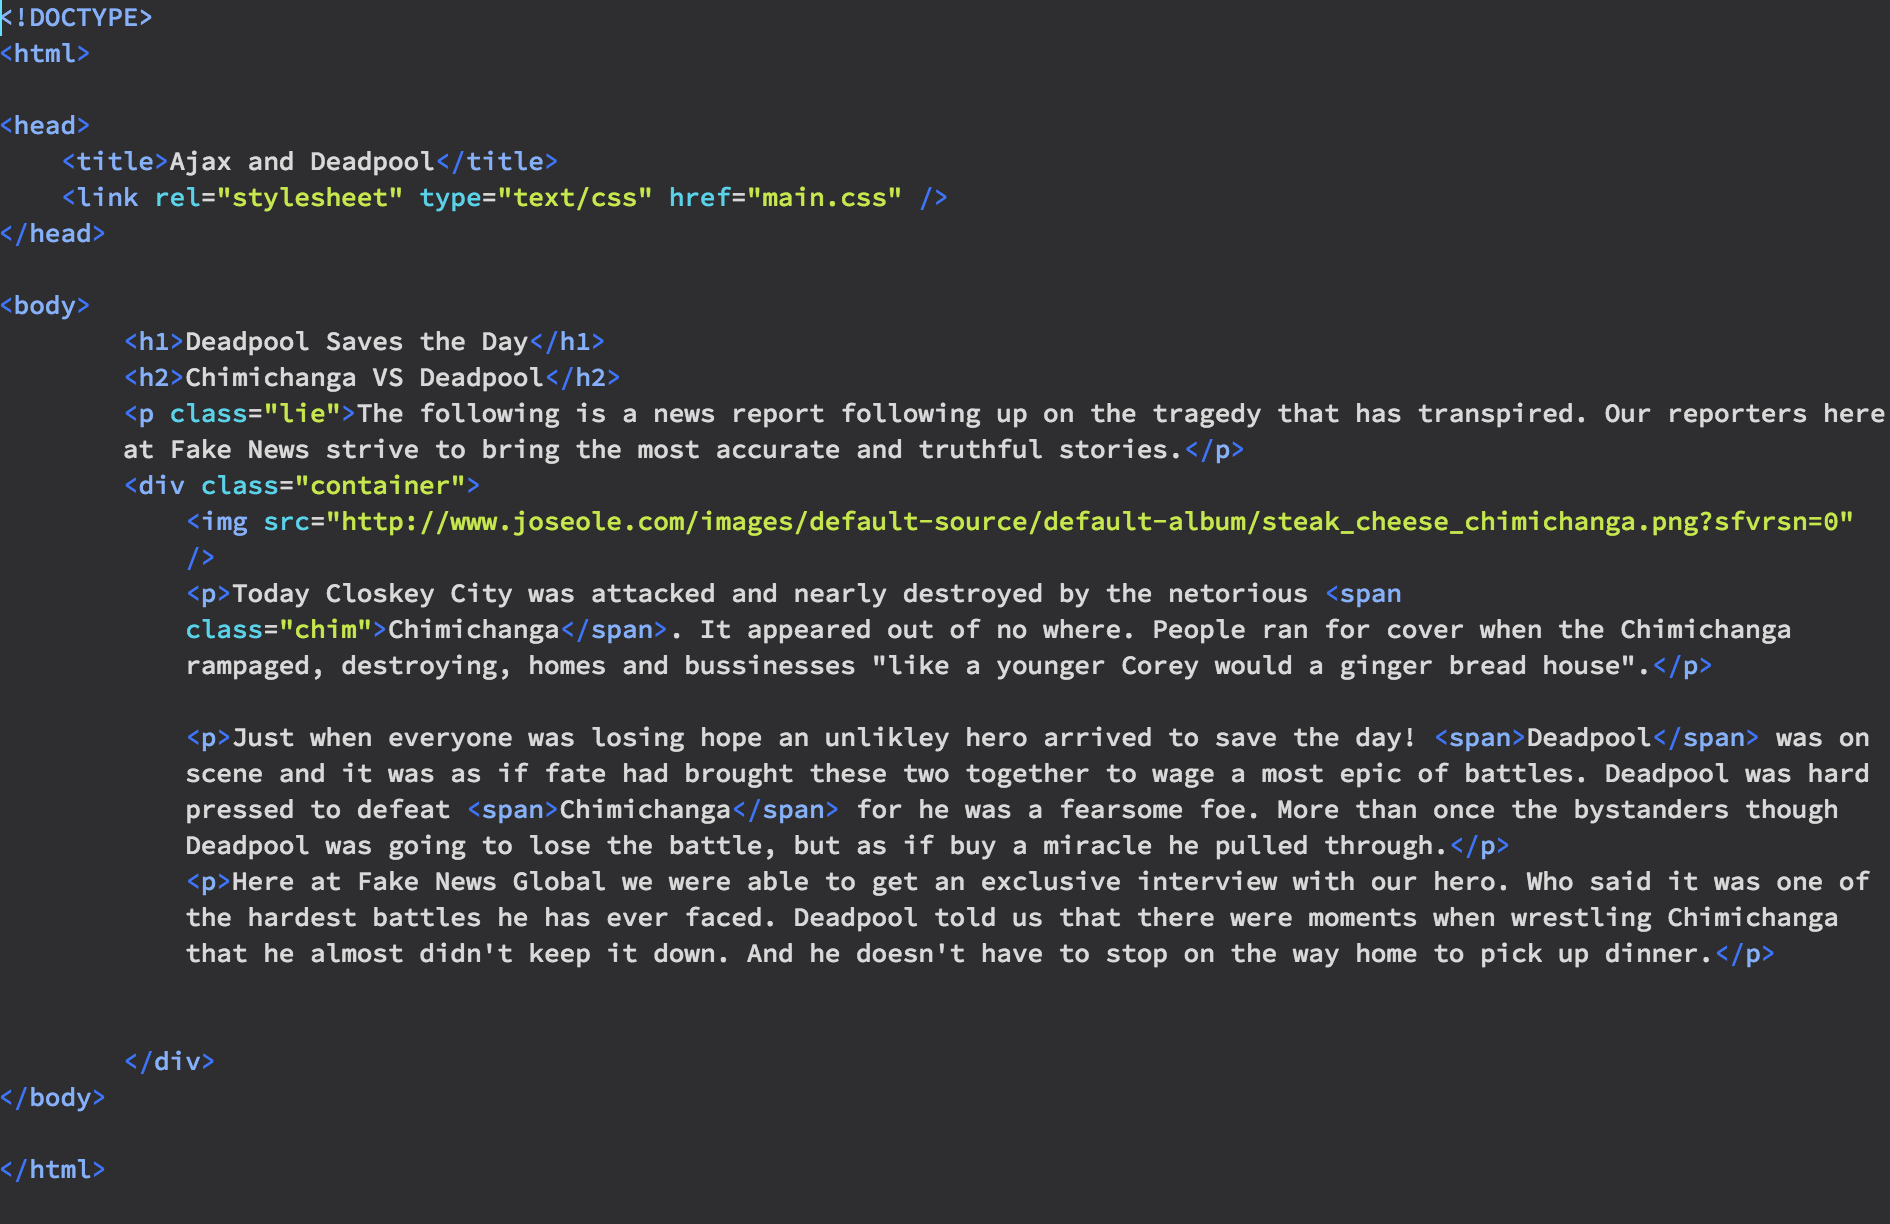 <!DOCTYPE>
<html>
<head>
<title>Ajax and Deadpool</title>
<link rel="stylesheet" type="text/css" href="main.css" />
</head>
<body>
<h1>Deadpool Saves the Day</h1>
<h2>Chimichanga VS Deadpool</h2>
<p class="lie">The following is a news report following up on the tragedy that has transpired. Our reporters here
at Fake News strive to bring the most accurate and truthful stories.</p>
<div class="container">
<img src="http://www.joseole.com/images/default-source/default-album/steak_cheese_chimichanga.png?sfvrsn=0"
/>
<p>Today Closkey City was attacked and nearly destroyed by the netorious <span
class="chim">Chimichanga</span>. It appeared out of no where. People ran for cover when the Chimichanga
rampaged, destroying, homes and bussinesses "like a younger Corey would a ginger bread house".</p>
<p>Just when everyone was losing hope an unlikley hero arrived to save the day! <span>Deadpool</span> was on
scene and it was as if fate had brought these two together to wage a most epic of battles. Deadpool was hard
pressed to defeat <span>Chimichanga</span> for he was a fearsome foe. More than once the bystanders though
Deadpool was going to lose the battle, but as if buy a miracle he pulled through.</p>
<p>Here at Fake News Global we were able to get an exclusive interview with our hero. Who said it was one of
the hardest battles he has ever faced. Deadpool told us that there were moments when wrestling Chimichanga
that he almost didn't keep it down. And he doesn't have to stop on the way home to pick up dinner.</p>
</div>
</body>
</html>